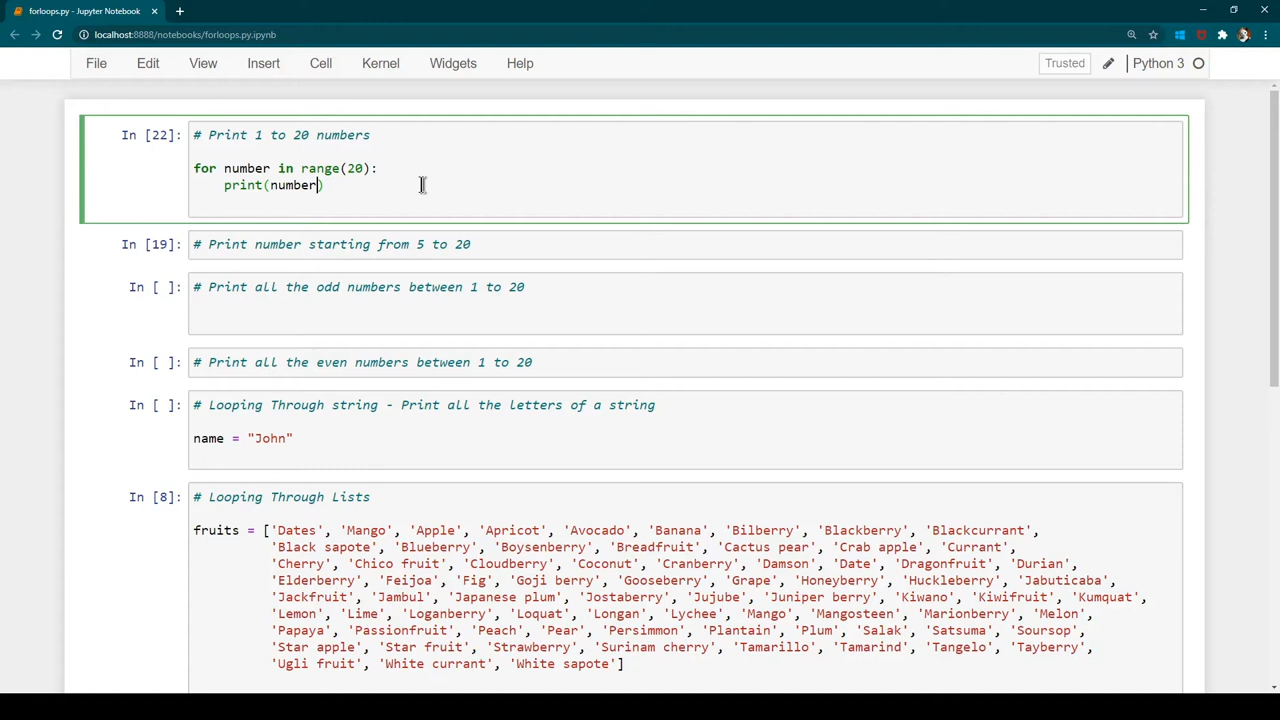 forloops.py - Jupyter Notebook
localhost:8888/notebooks/forloops.py.ipynb
File Edit View Insert Cell Kernel Widgets Help Trusted Python 3
In [22]: # Print 1 to 20 numbers
for number in range(20):
    print(number)
In [19]: # Print number starting from 5 to 20
In [ ]: # Print all the odd numbers between 1 to 20
In [ ]: # Print all the even numbers between 1 to 20
In [ ]: # Looping Through string - Print all the letters of a string
name = "John"
In [8]: # Looping Through Lists
fruits = ['Dates', 'Mango', 'Apple', 'Apricot', 'Avocado', 'Banana', 'Bilberry', 'Blackberry', 'Blackcurrant',
'Black sapote', 'Blueberry', 'Boysenberry', 'Breadfruit', 'Cactus pear', 'Crab apple', 'Currant',
'Cherry', 'Chico fruit', 'Cloudberry', 'Coconut', 'Cranberry', 'Damson', 'Date', 'Dragonfruit', 'Durian',
'Elderberry', 'Feijoa', 'Fig', 'Goji berry', 'Gooseberry', 'Grape', 'Honeyberry', 'Huckleberry', 'Jabuticaba',
'Jackfruit', 'Jambul', 'Japanese plum', 'Jostaberry', 'Jujube', 'Juniper berry', 'Kiwano', 'Kiwifruit', 'Kumquat',
'Lemon', 'Lime', 'Loganberry', 'Loquat', 'Longan', 'Lychee', 'Mango', 'Mangosteen', 'Marionberry', 'Melon',
'Papaya', 'Passionfruit', 'Peach', 'Pear', 'Persimmon', 'Plantain', 'Plum', 'Salak', 'Satsuma', 'Soursop',
'Star apple', 'Star fruit', 'Strawberry', 'Surinam cherry', 'Tamarillo', 'Tamarind', 'Tangelo', 'Tayberry',
'Ugli fruit', 'White currant', 'White sapote']